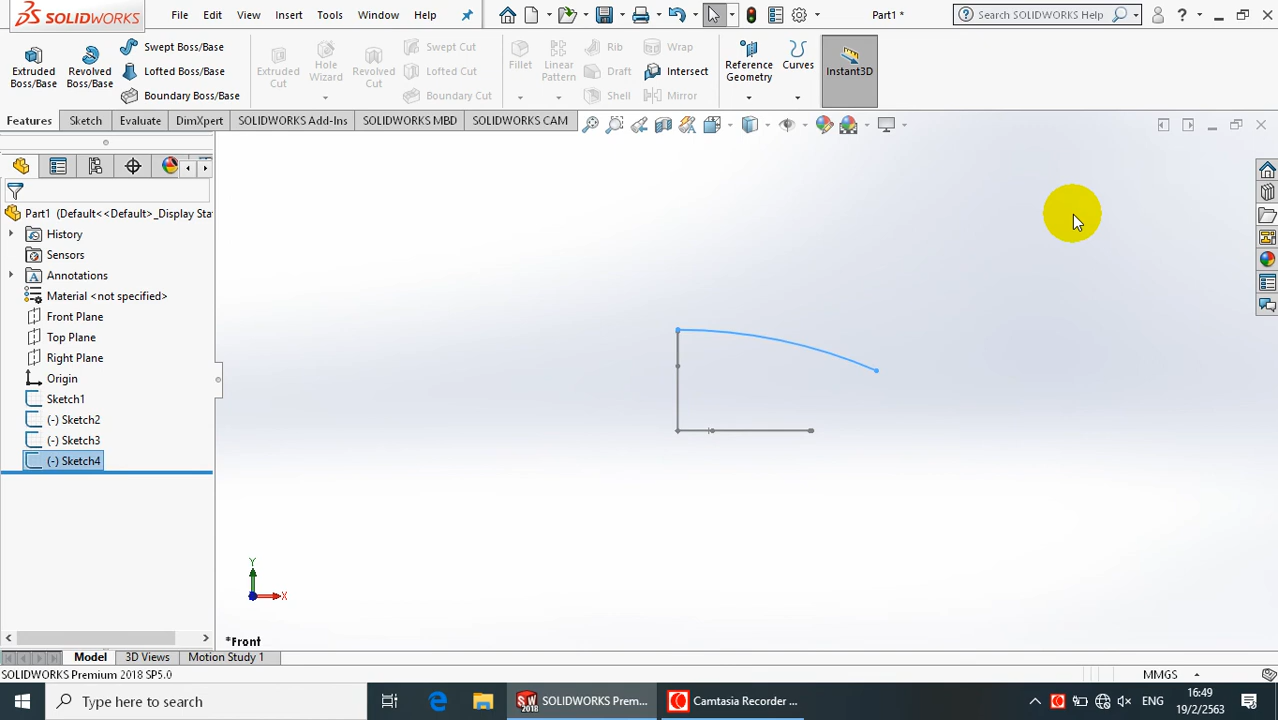 SOLIDWORKS File Edit View Insert Tools Window Help Part1 * Search SOLIDWORKS Help
Extruded Boss/Base
Revolved Boss/Base
Swept Boss/Base
Lofted Boss/Base
Boundary Boss/Base
Extruded Cut
Hole Wizard
Revolved Cut
Swept Cut
Lofted Cut
Boundary Cut
Fillet
Linear Pattern
Rib
Draft
Shell
Wrap
Intersect
Mirror
Reference Geometry
Curves
Instant3D
Features Sketch Evaluate DimXpert SOLIDWORKS Add-Ins SOLIDWORKS MBD SOLIDWORKS CAM
Part1 (Default<<Default>_Display Sta
History
Sensors
Annotations
Material <not specified>
Front Plane
Top Plane
Right Plane
Origin
Sketch1
(-) Sketch2
(-) Sketch3
(-) Sketch4
Y
X
*Front
Model 3D Views Motion Study 1
SOLIDWORKS Premium 2018 SP5.0 MMGS
Type here to search SOLIDWORKS Prem... Camtasia Recorder ... ENG 16:49
19/2/2563